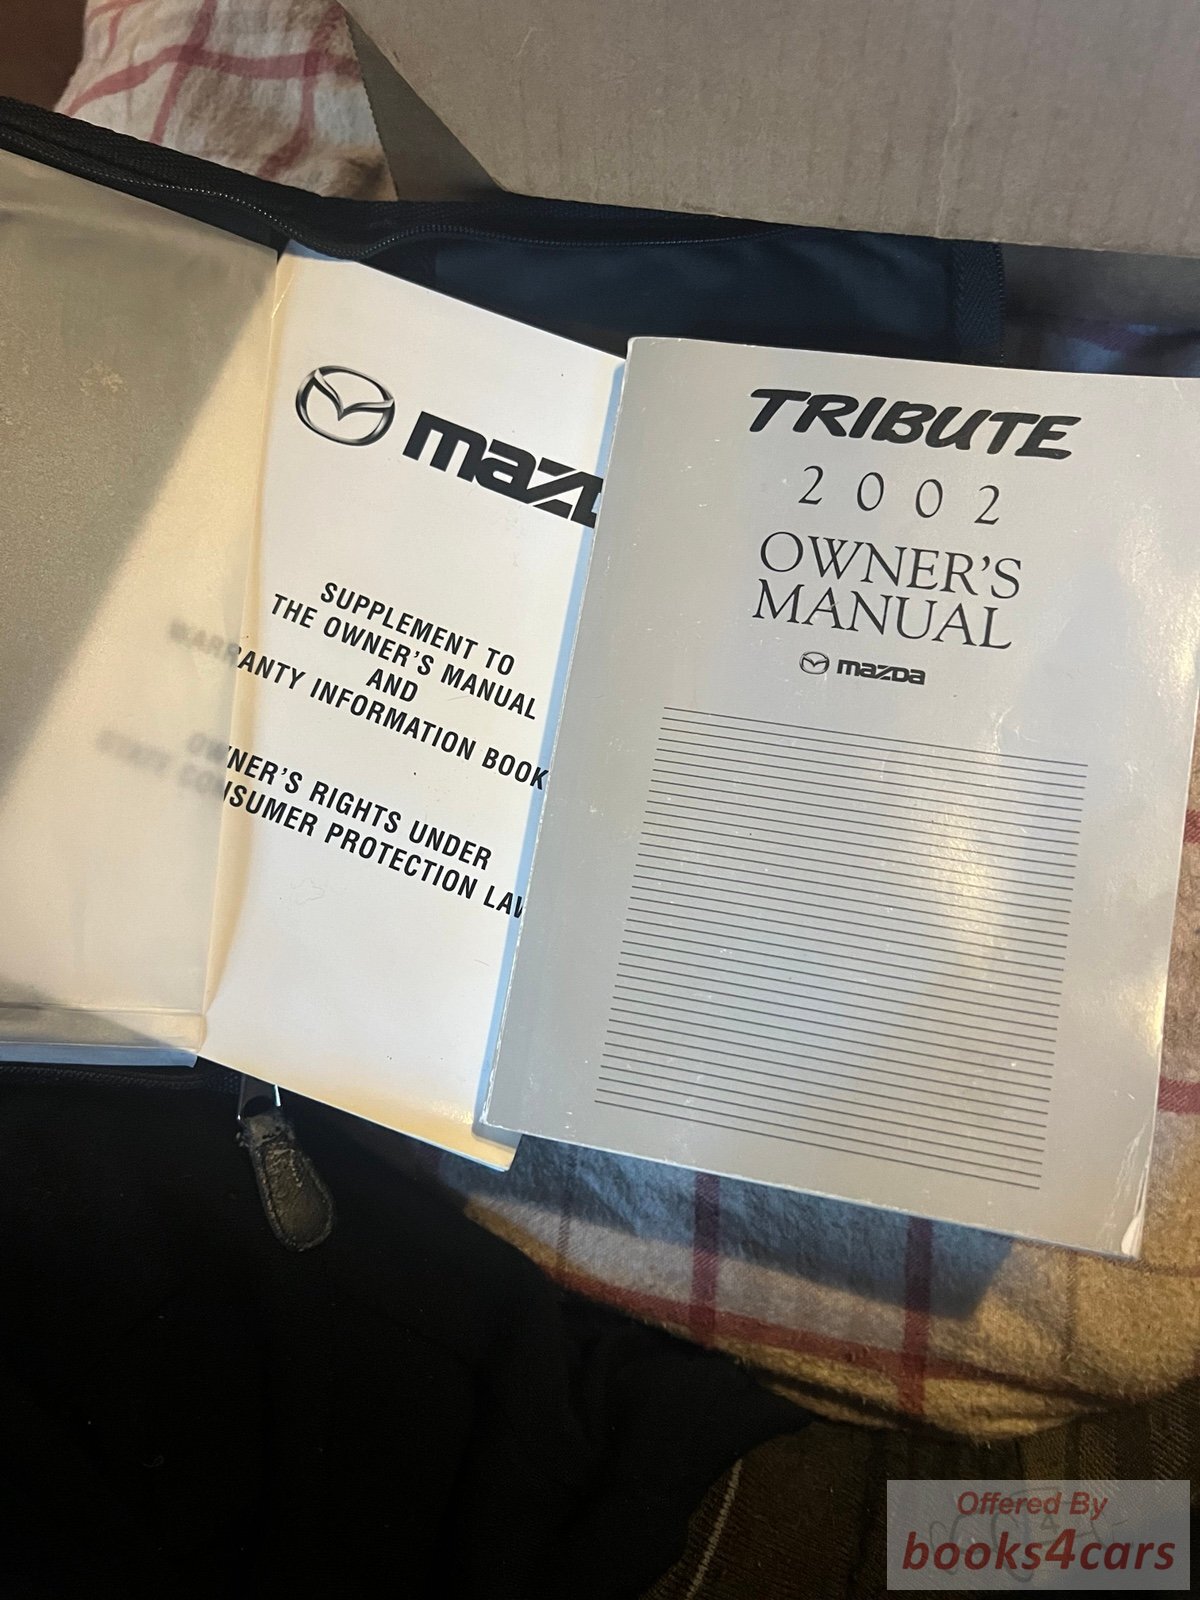 mazd
SUPPLEMENT TO
THE OWNER'S MANUAL
AND
WARRANTY INFORMATION BOOK
OWNER'S RIGHTS UNDER
CONSUMER PROTECTION LAW
TRIBUTE
2002
OWNER'S
MANUAL
mazda
Offered By
books4cars